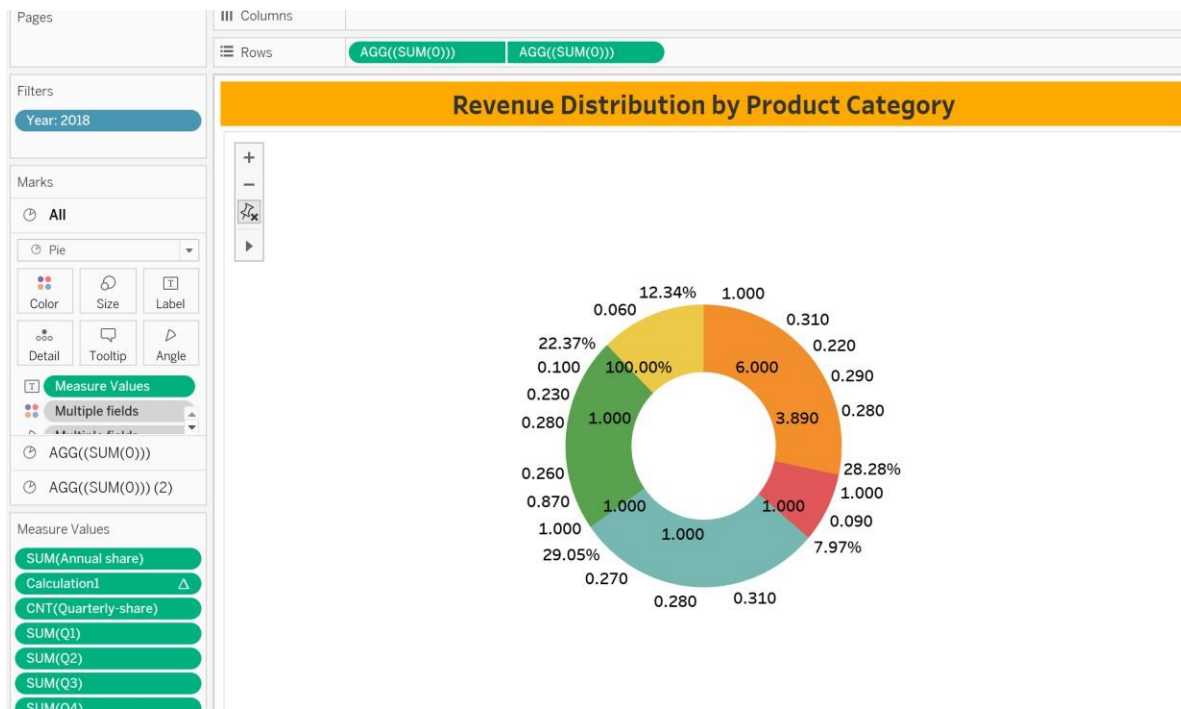 Pages
Columns
Rows
AGG((SUM(0)))
AGG((SUM(0)))
Filters
Year: 2018
Marks
All
Pie
Color
Size
Label
Detail
Tooltip
Angle
Measure Values
Multiple fields
AGG((SUM(0)))
AGG((SUM(0))) (2)
Measure Values
SUM(Annual share)
Calculation1
CNT(Quarterly-share)
SUM(Q1)
SUM(Q2)
SUM(Q3)
SUM(Q4)
Revenue Distribution by Product Category
12.34% 1.000
0.060 0.310
22.37% 0.220
0.100 100.00% 6.000 0.290
0.230
0.280 1.000 3.890 0.280
0.260 28.28%
0.870 1.000
1.000 1.000 1.000 0.090
29.05% 1.000 7.97%
0.270
0.280 0.310